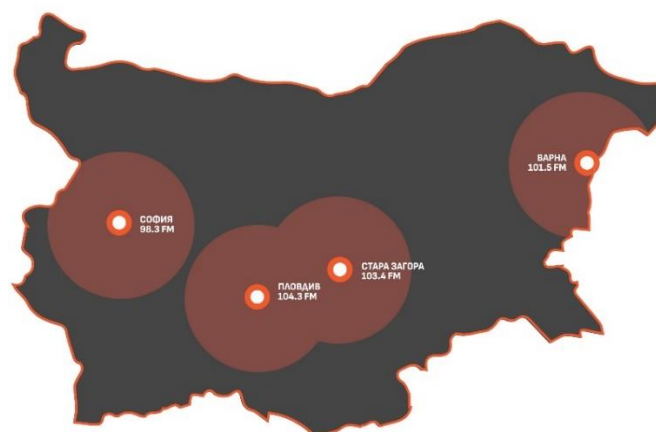 ВАРНА
101.5 FM
СОФИЯ
98.3 FM
СТАРА ЗАГОРА
103.4 FM
ПЛОВДИВ
104.3 FM